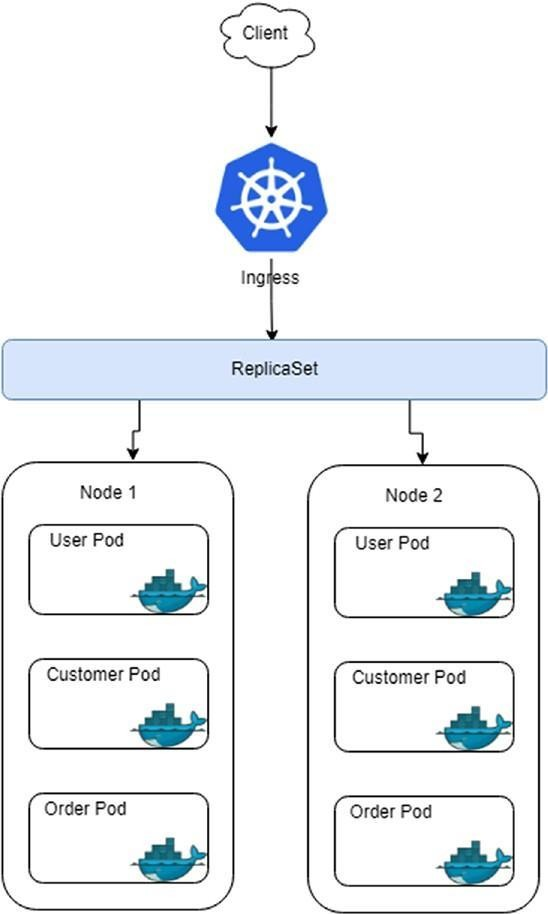 Client
Ingress
ReplicaSet
Node 1
User Pod
Customer Pod
Order Pod
Node 2
User Pod
Customer Pod
Order Pod